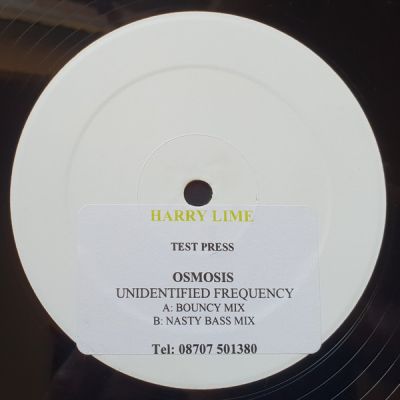 HARRY LIME
TEST PRESS
OSMOSIS
UNIDENTIFIED FREQUENCY
A: BOUNCY MIX
B: NASTY BASS MIX
Tel: 08707 501380